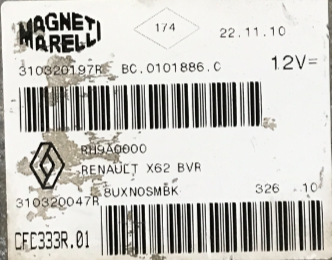 MAGNETI
MARELLI
174
22.11.10
310320197R BC.0101886.C
12V=
RH9A0000
RENAULT X62 BVR
310320047R
8UXNOSMBK 326 10
CFC333R.01